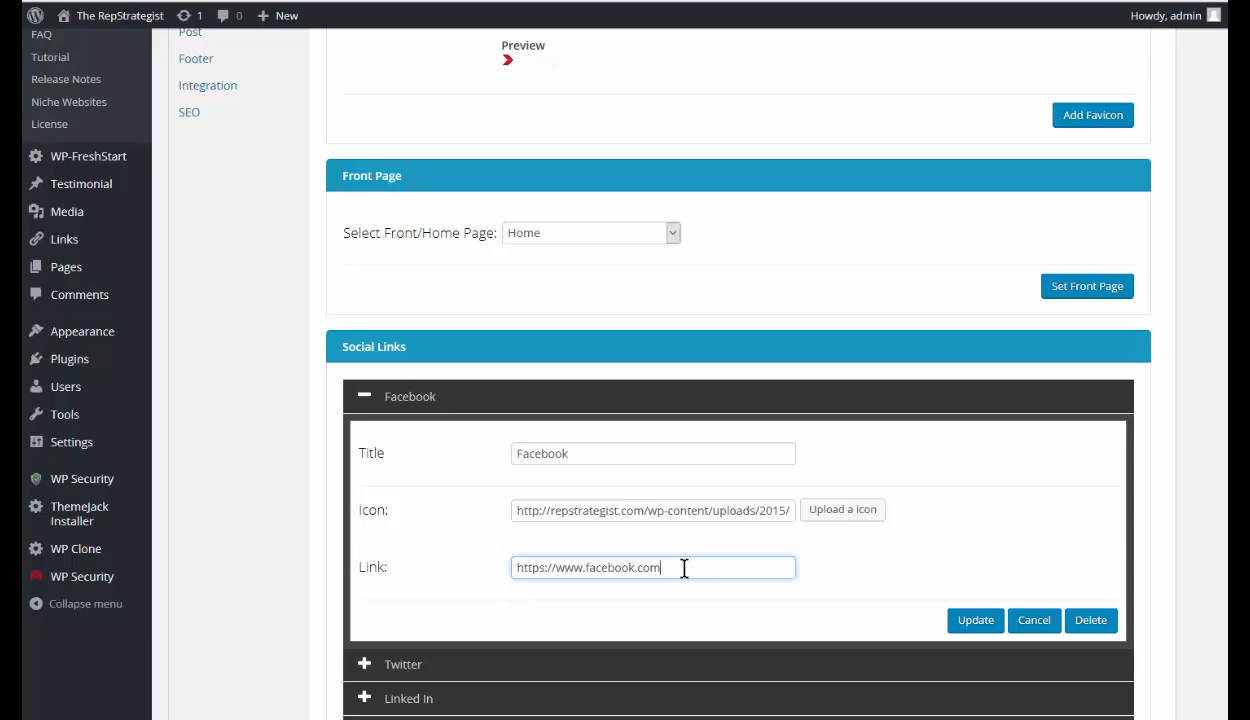 The RepStrategist 1 0 New Howdy, admin
FAQ
Tutorial
Release Notes
Niche Websites
License
WP-FreshStart
Testimonial
Media
Links
Pages
Comments
Appearance
Plugins
Users
Tools
Settings
WP Security
ThemeJack
Installer
WP Clone
WP Security
Collapse menu
Post
Footer
Integration
SEO
Preview
Add Favicon
Front Page
Select Front/Home Page: Home
Set Front Page
Social Links
Facebook
Title Facebook
Icon: http://repstrategist.com/wp-content/uploads/2015/ Upload a icon
Link: https://www.facebook.com
Update Cancel Delete
Twitter
Linked In